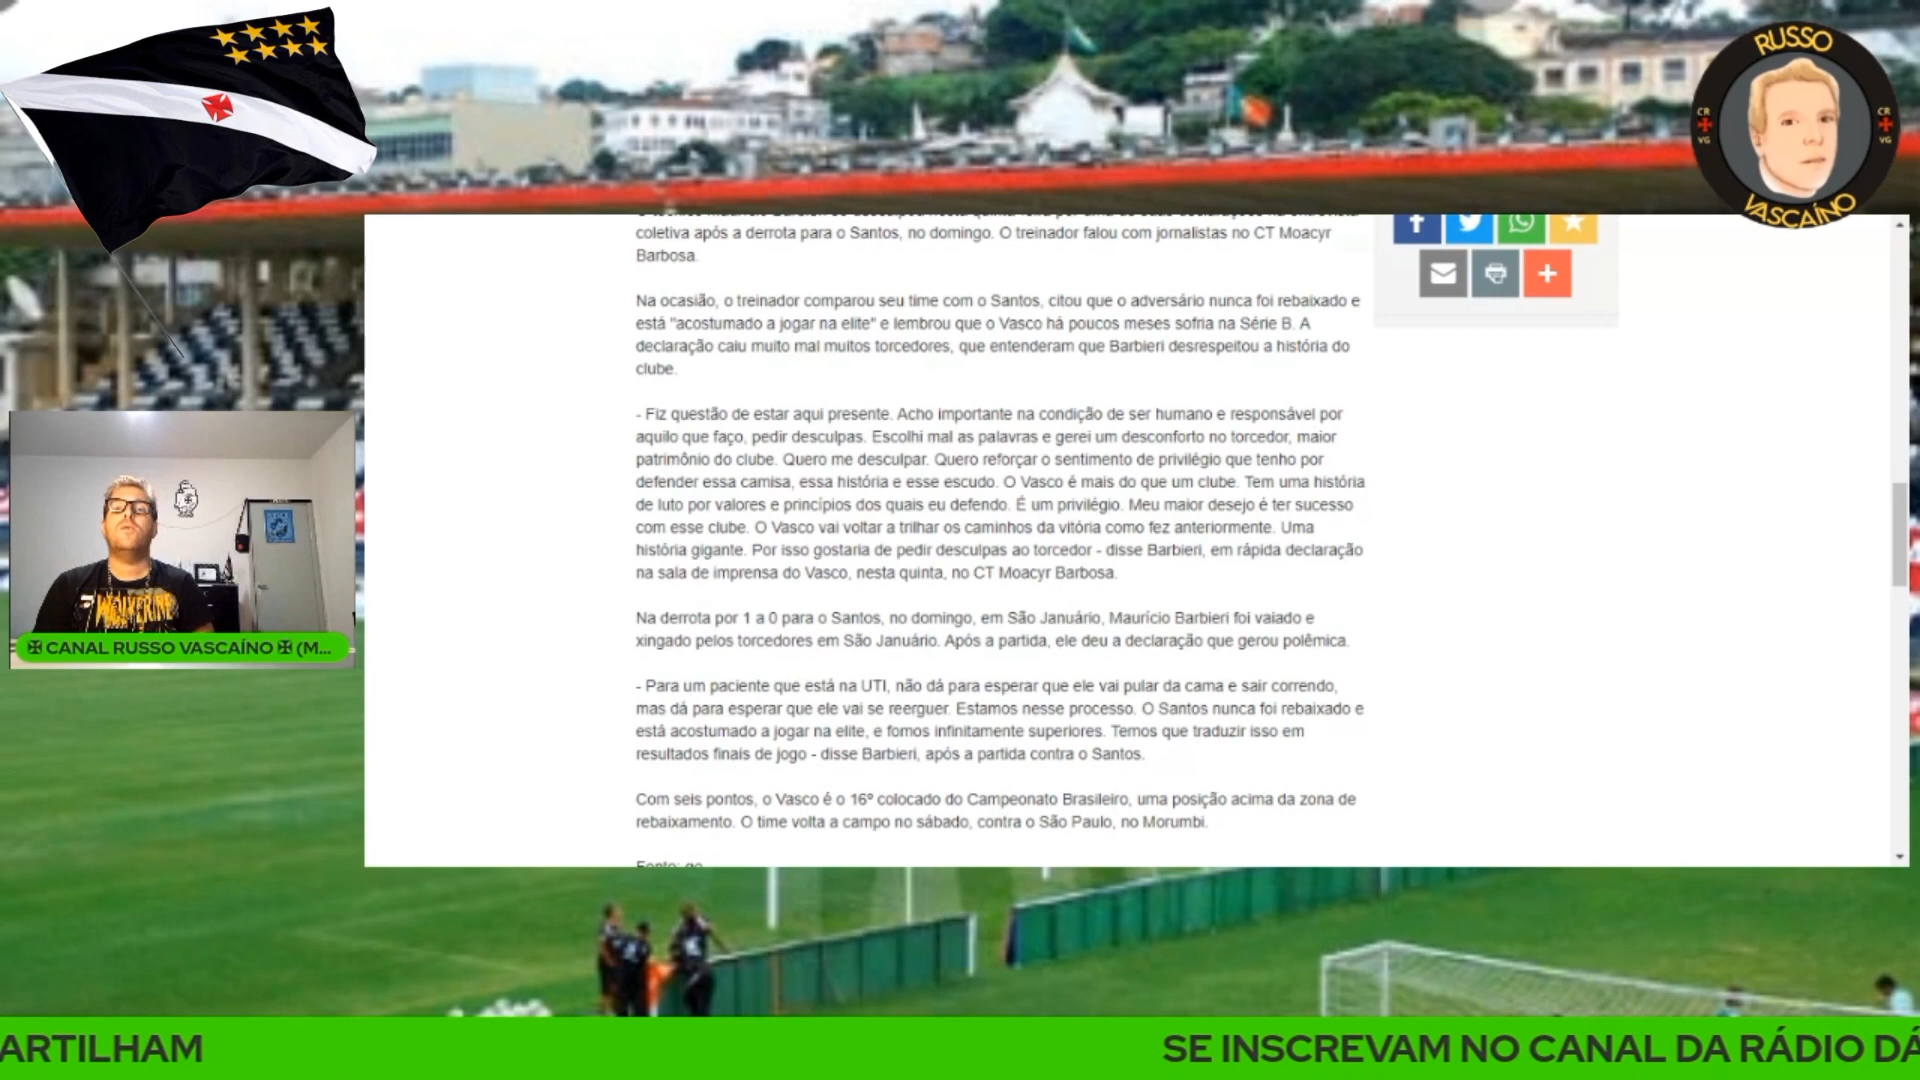 RUSSO
CR
VG
CR
VG
VASCAÍNO
coletiva após a derrota para o Santos, no domingo. O treinador falou com jornalistas no CT Moacyr
Barbosa.
Na ocasião, o treinador comparou seu time com o Santos, citou que o adversário nunca foi rebaixado e
está "acostumado a jogar na elite" e lembrou que o Vasco há poucos meses sofria na Série B. A
declaração caiu muito mal muitos torcedores, que entenderam que Barbieri desrespeitou a história do
clube.
- Fiz questão de estar aqui presente. Acho importante na condição de ser humano e responsável por
aquilo que faço, pedir desculpas. Escolhi mal as palavras e gerei um desconforto no torcedor, maior
patrimônio do clube. Quero me desculpar. Quero reforçar o sentimento de privilégio que tenho por
defender essa camisa, essa história e esse escudo. O Vasco é mais do que um clube. Tem uma história
de luto por valores e princípios dos quais eu defendo. É um privilégio. Meu maior desejo é ter sucesso
com esse clube. O Vasco vai voltar a trilhar os caminhos da vitória como fez anteriormente. Uma
história gigante. Por isso gostaria de pedir desculpas ao torcedor - disse Barbieri, em rápida declaração
na sala de imprensa do Vasco, nesta quinta, no CT Moacyr Barbosa.
Na derrota por 1 a 0 para o Santos, no domingo, em São Januário, Maurício Barbieri foi vaiado e
xingado pelos torcedores em São Januário. Após a partida, ele deu a declaração que gerou polêmica.
- Para um paciente que está na UTI, não dá para esperar que ele vai pular da cama e sair correndo,
mas dá para esperar que ele vai se reerguer. Estamos nesse processo. O Santos nunca foi rebaixado e
está acostumado a jogar na elite, e fomos infinitamente superiores. Temos que traduzir isso em
resultados finais de jogo - disse Barbieri, após a partida contra o Santos.
Com seis pontos, o Vasco é o 16º colocado do Campeonato Brasileiro, uma posição acima da zona de
rebaixamento. O time volta a campo no sábado, contra o São Paulo, no Morumbi.
Fonte: ge
WOLVERINE
✠ CANAL RUSSO VASCAÍNO ✠ (M...
ARTILHAM
SE INSCREVAM NO CANAL DA RÁDIO DÁ